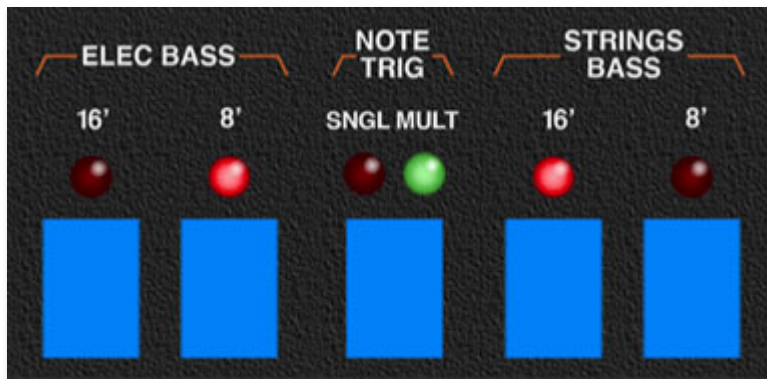 ELEC BASS
NOTE
TRIG
STRINGS
BASS
16’ 8’ SNGL MULT 16’ 8’